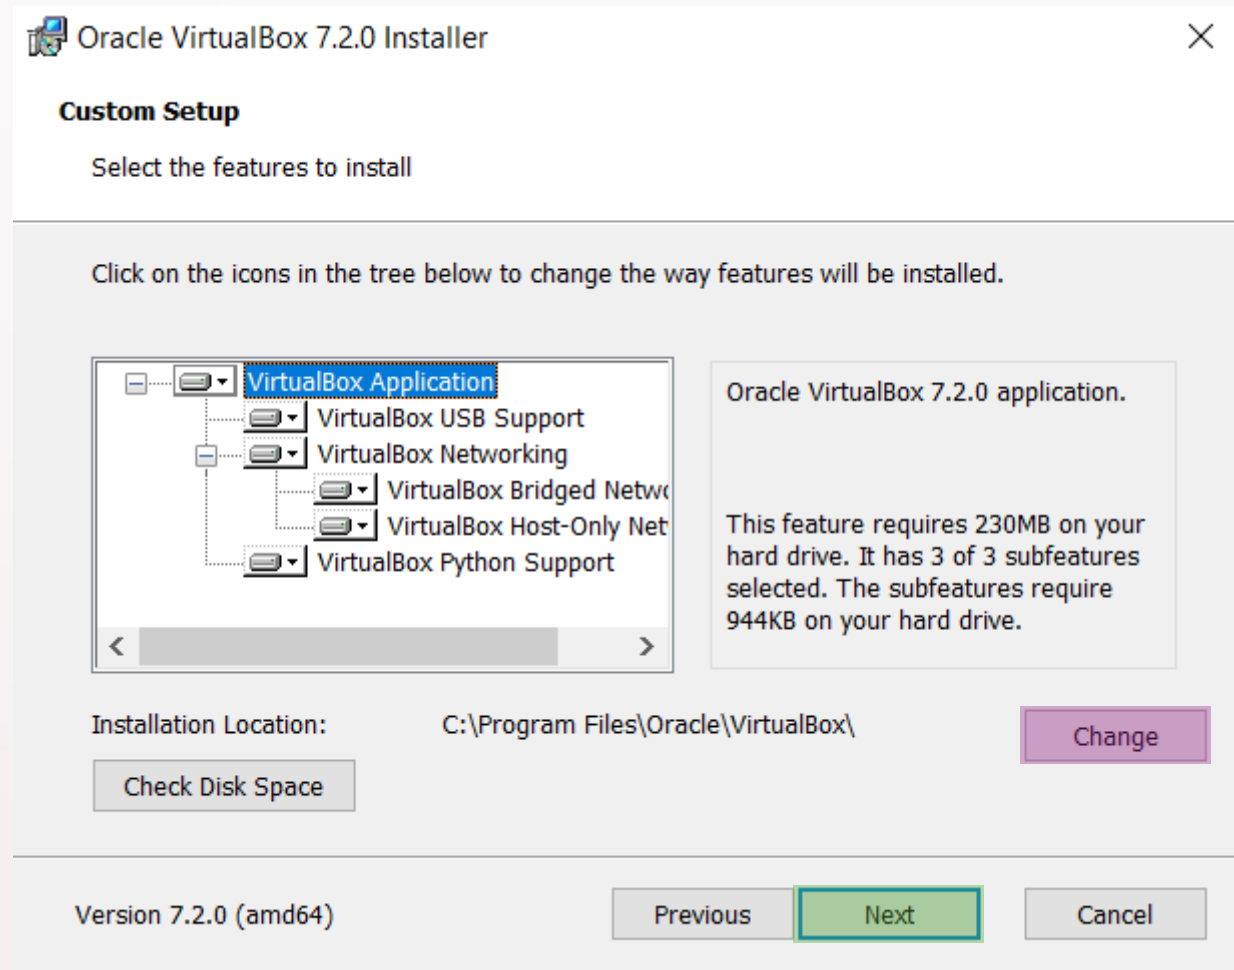 Oracle VirtualBox 7.2.0 Installer
Custom Setup
Select the features to install
Click on the icons in the tree below to change the way features will be installed.
VirtualBox Application
VirtualBox USB Support
VirtualBox Networking
VirtualBox Bridged Netwo
VirtualBox Host-Only Net
VirtualBox Python Support
Oracle VirtualBox 7.2.0 application.
This feature requires 230MB on your
hard drive. It has 3 of 3 subfeatures
selected. The subfeatures require
944KB on your hard drive.
Installation Location: C:\Program Files\Oracle\VirtualBox\
Change
Check Disk Space
Version 7.2.0 (amd64)
Previous
Next
Cancel